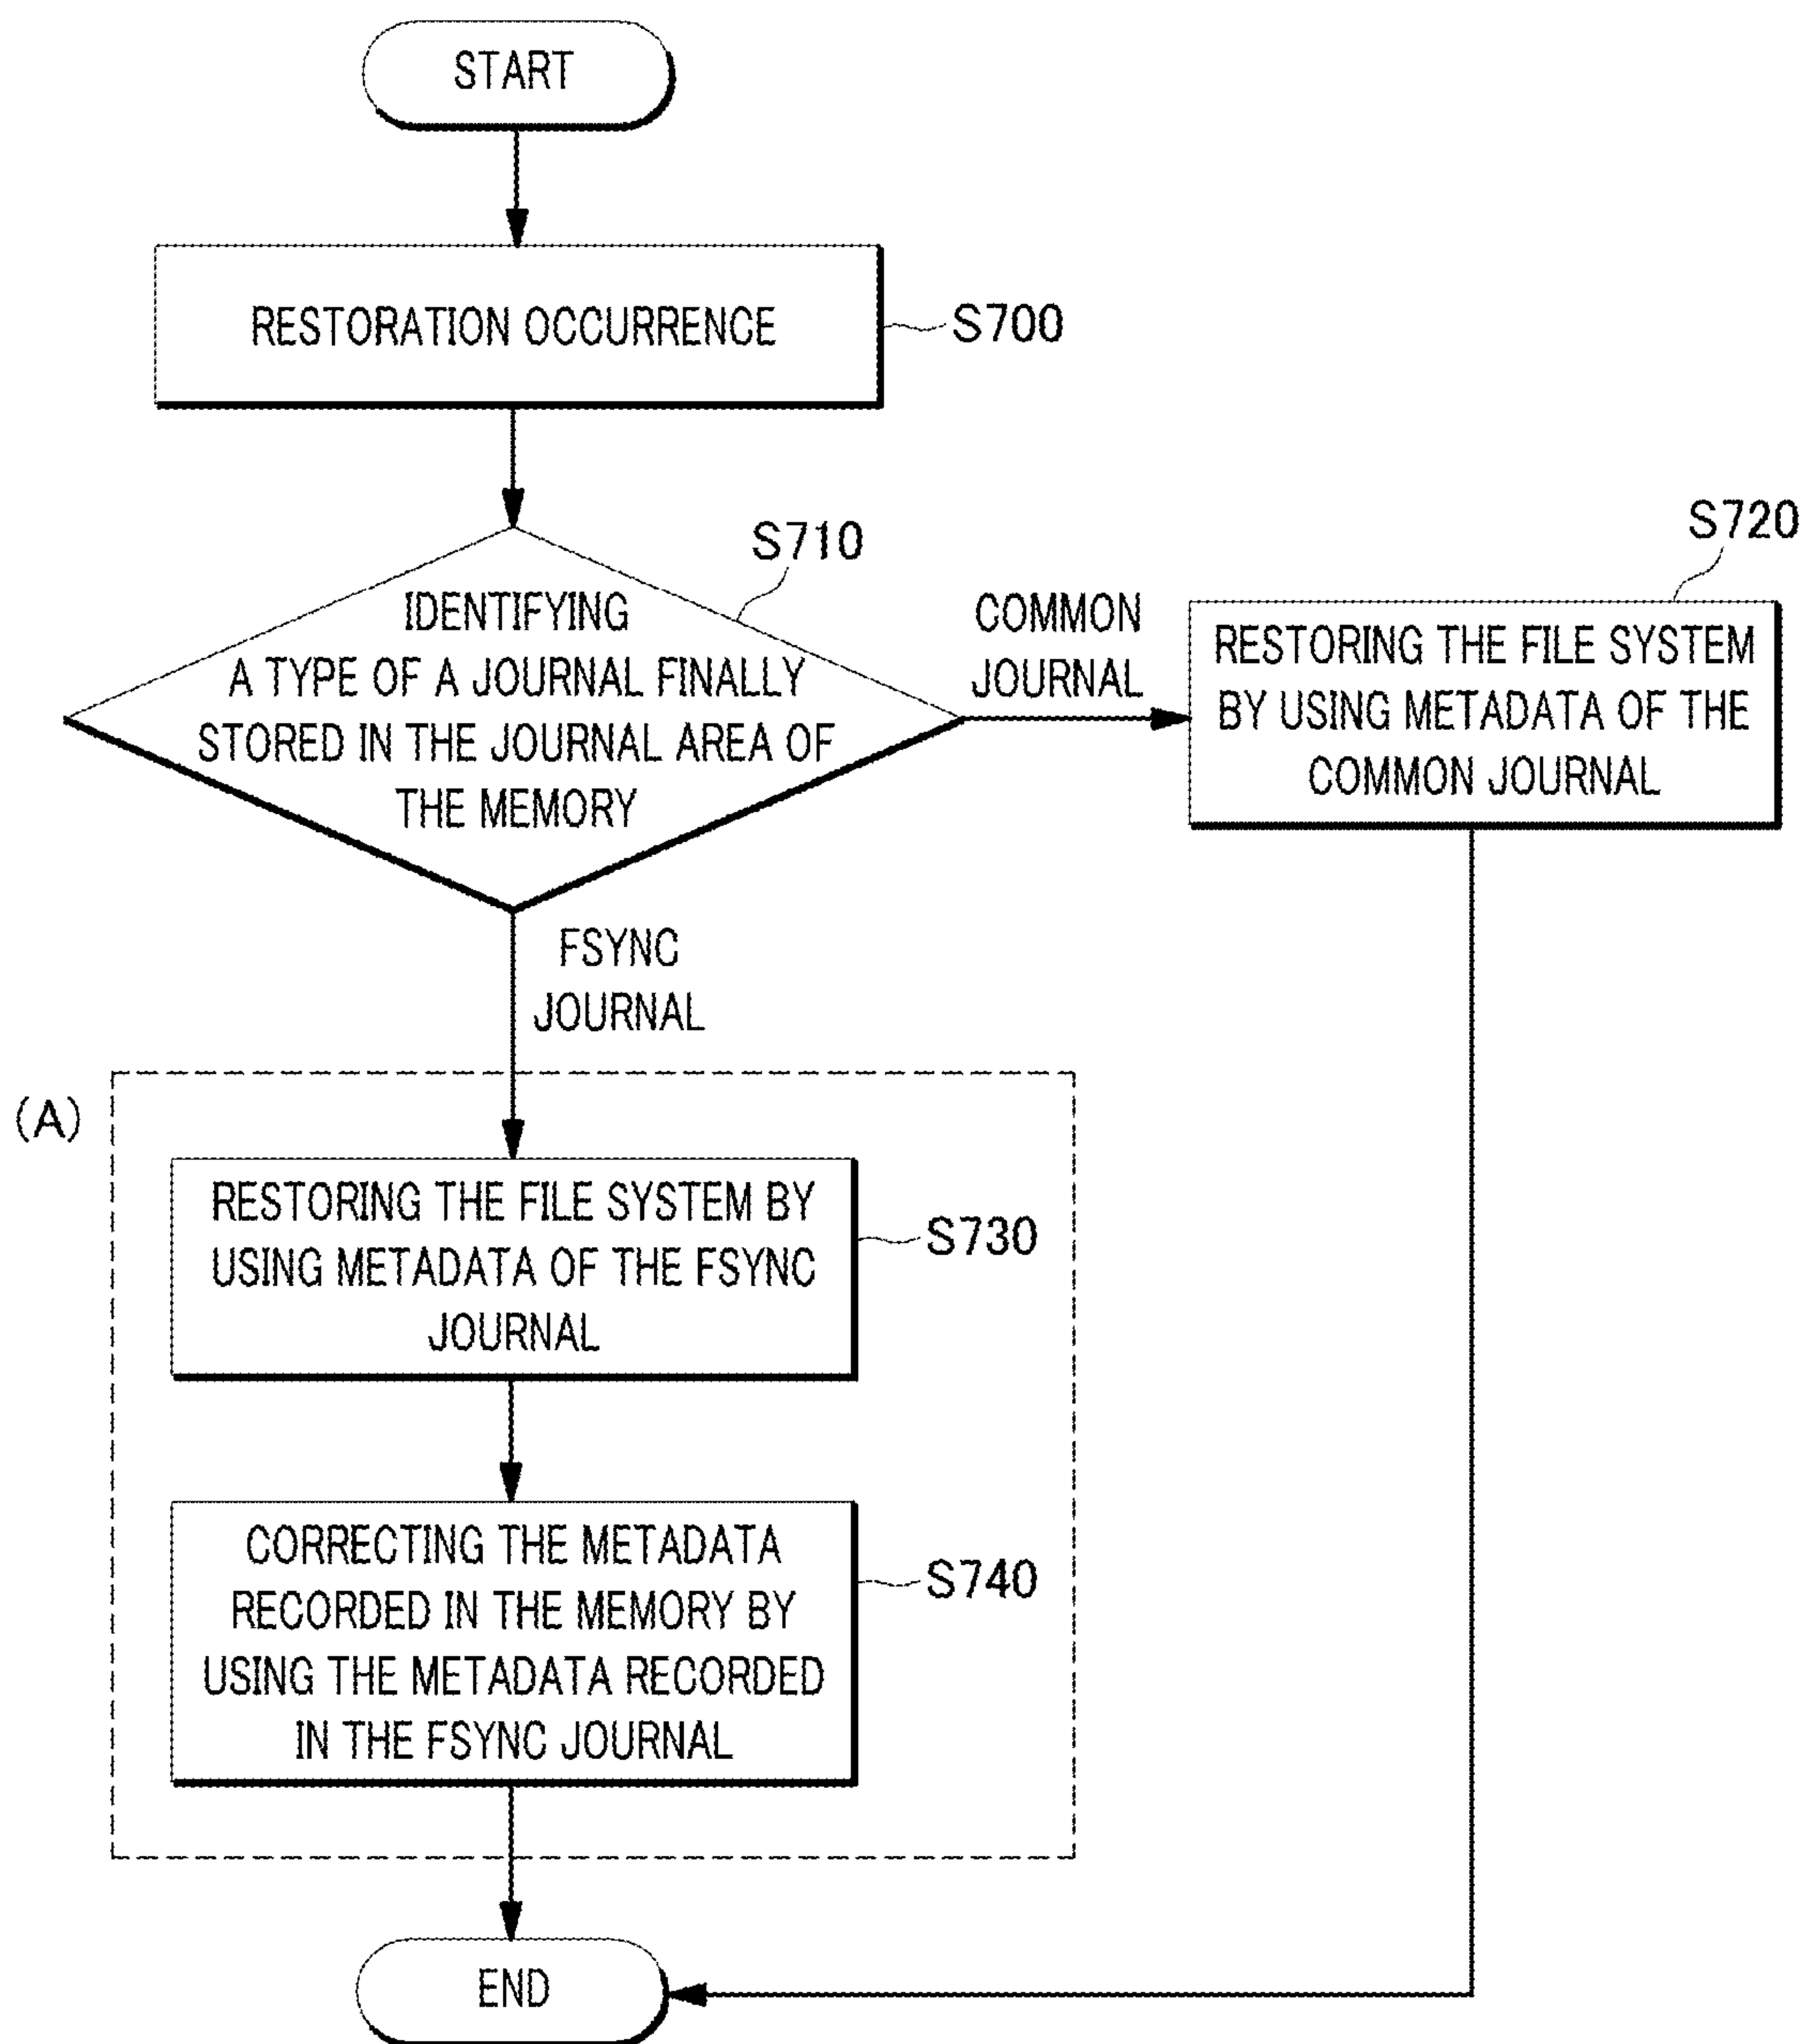 START
RESTORATION OCCURRENCE
S700
S710
IDENTIFYING
A TYPE OF A JOURNAL FINALLY
STORED IN THE JOURNAL AREA OF
THE MEMORY
COMMON
JOURNAL
S720
RESTORING THE FILE SYSTEM
BY USING METADATA OF THE
COMMON JOURNAL
FSYNC
JOURNAL
(A)
RESTORING THE FILE SYSTEM BY
USING METADATA OF THE FSYNC
JOURNAL
S730
CORRECTING THE METADATA
RECORDED IN THE MEMORY BY
USING THE METADATA RECORDED
IN THE FSYNC JOURNAL
S740
END